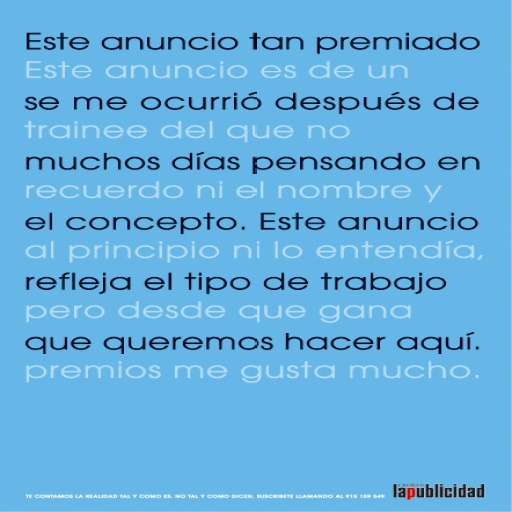 Este anuncio tan premiado
Este anuncio es de un
se me ocurrió después de
trainee del que no
muchos días pensando en
recuerdo ni el nombre y
el concepto. Este anuncio
al principio ni lo entendía,
refleja el tipo de trabajo
pero desde que gana
que queremos hacer aquí.
premios me gusta mucho.
TE CONTAMOS LA REALIDAD TAL Y COMO ES, NO TAL Y COMO DICEN, SUSCRIBETE LLAMANDO AL 915 159 549
lapublicidad